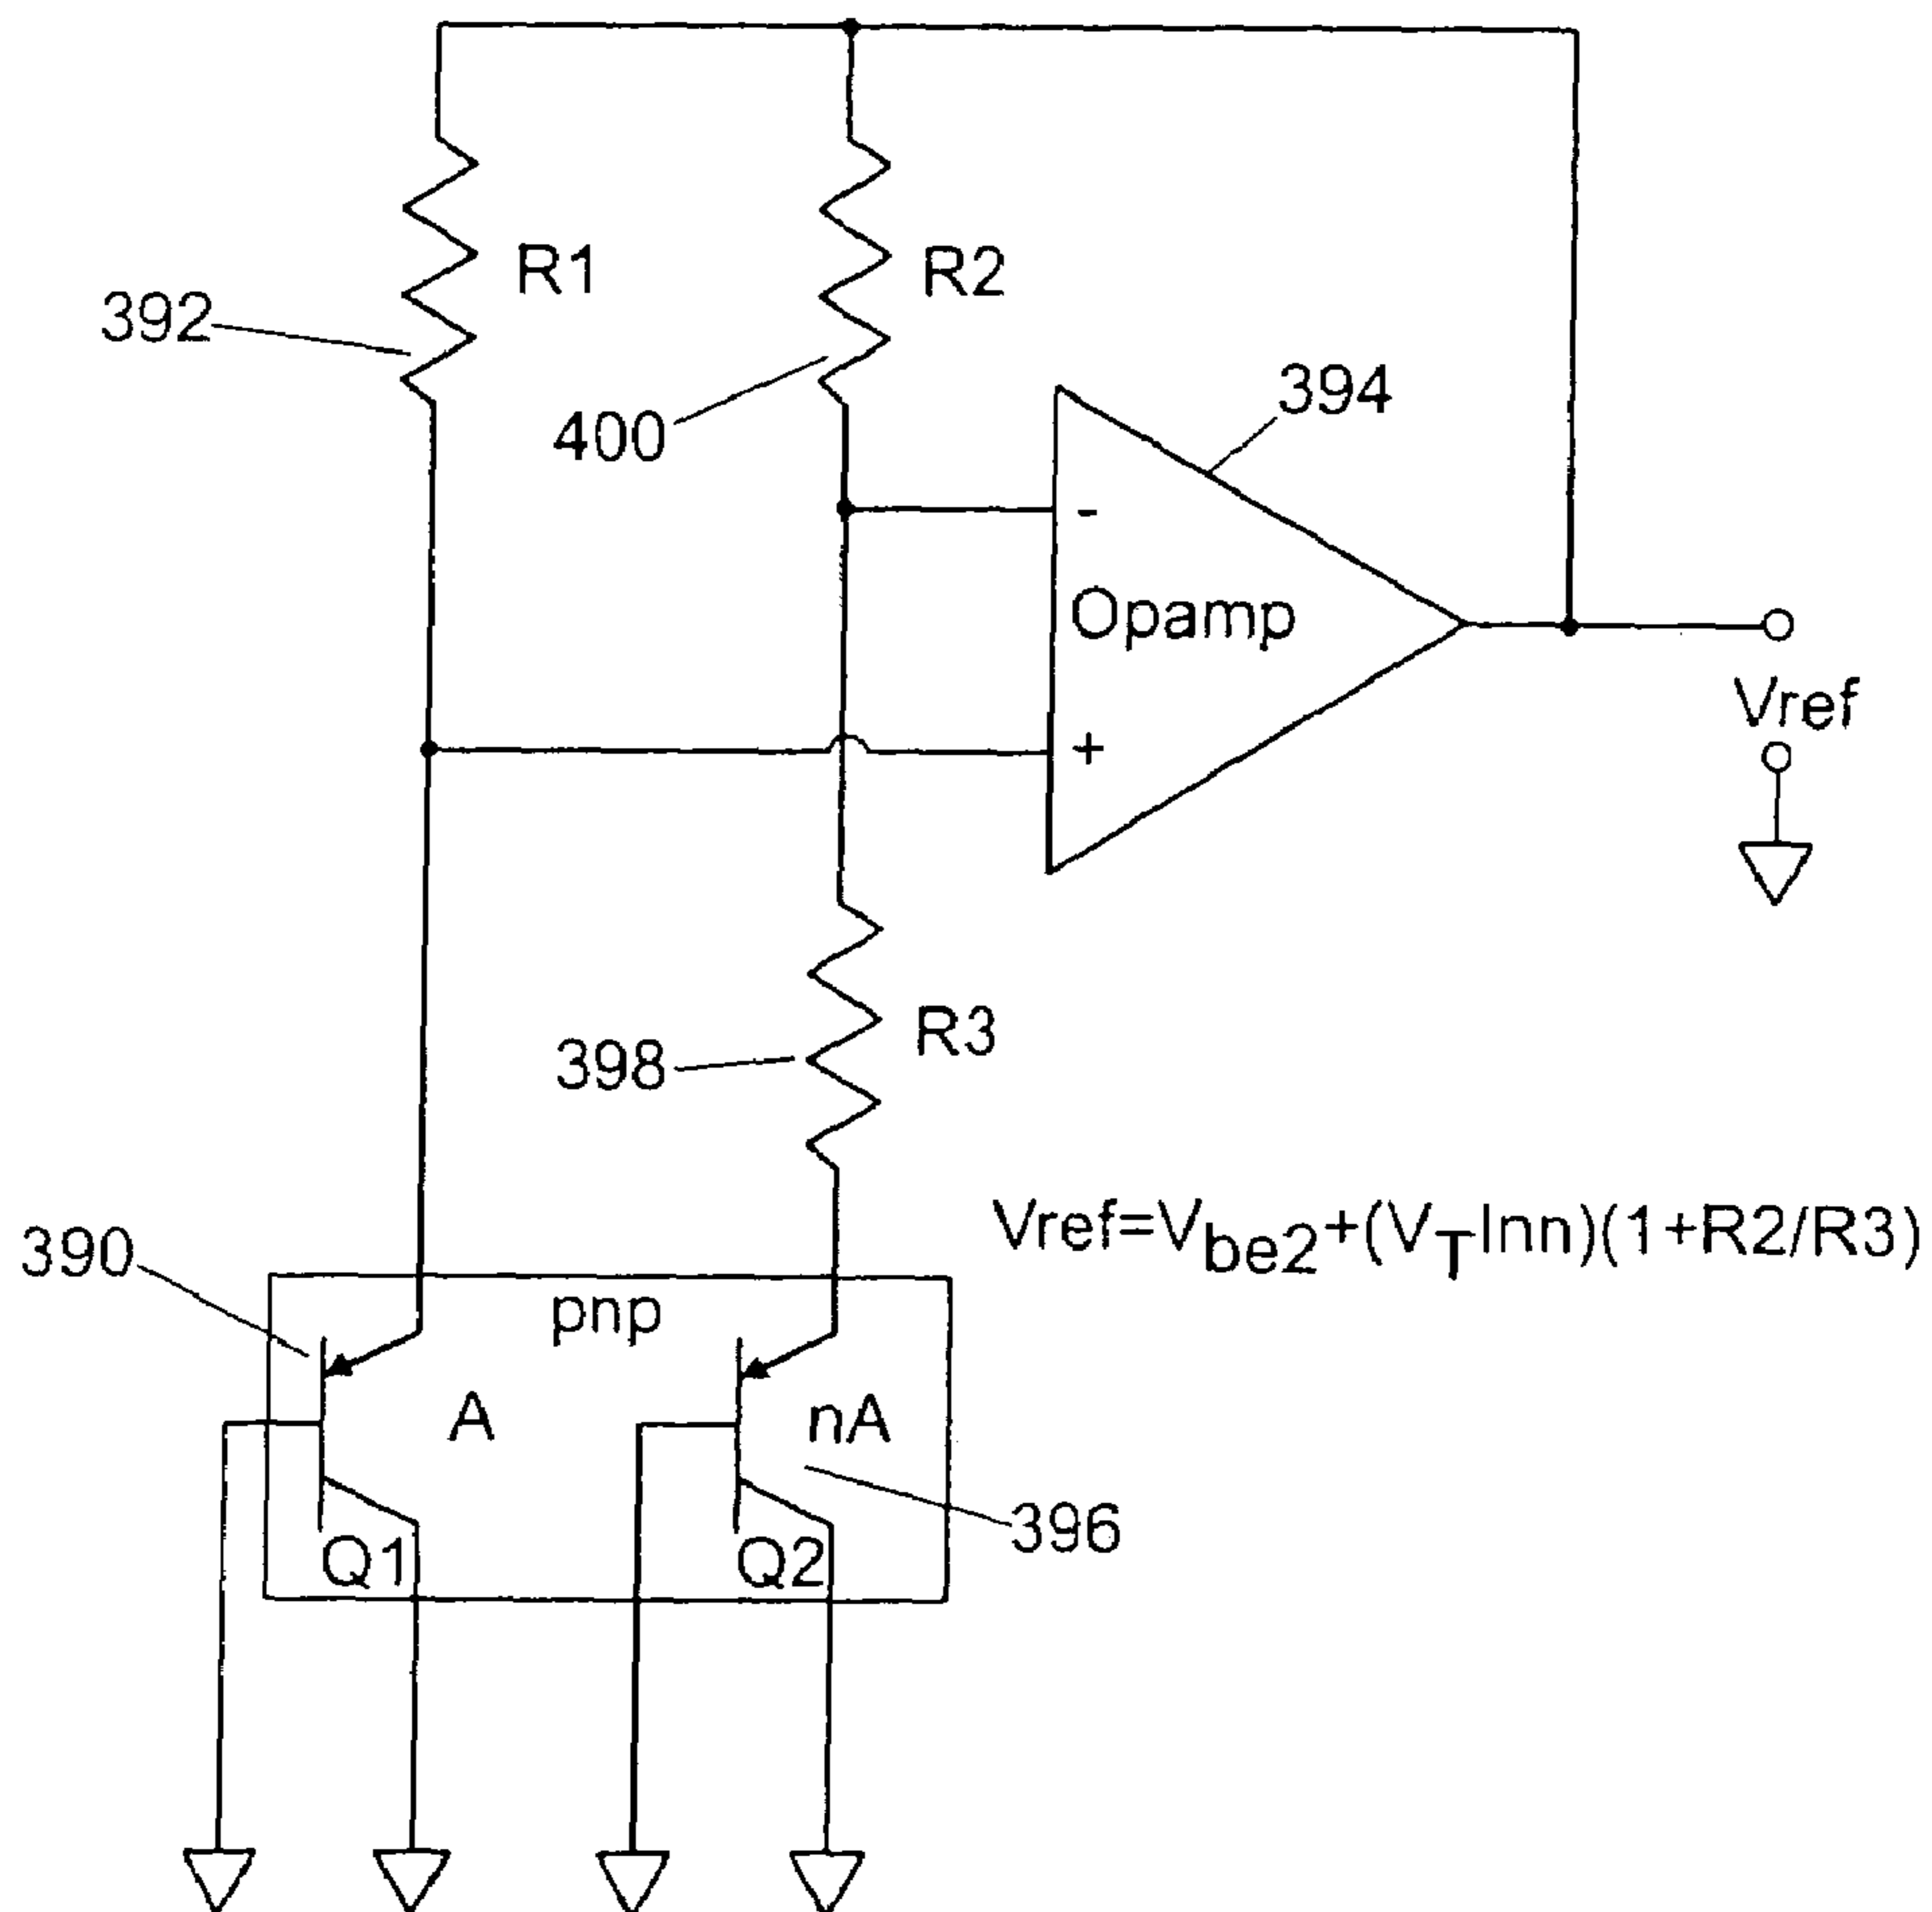 R1
R2
392
394
400
-
Opamp
Vref
+
R3
398
Vref=Vbe2+(VTlnn)(1+R2/R3)
390
pnp
A
nA
396
Q1
Q2